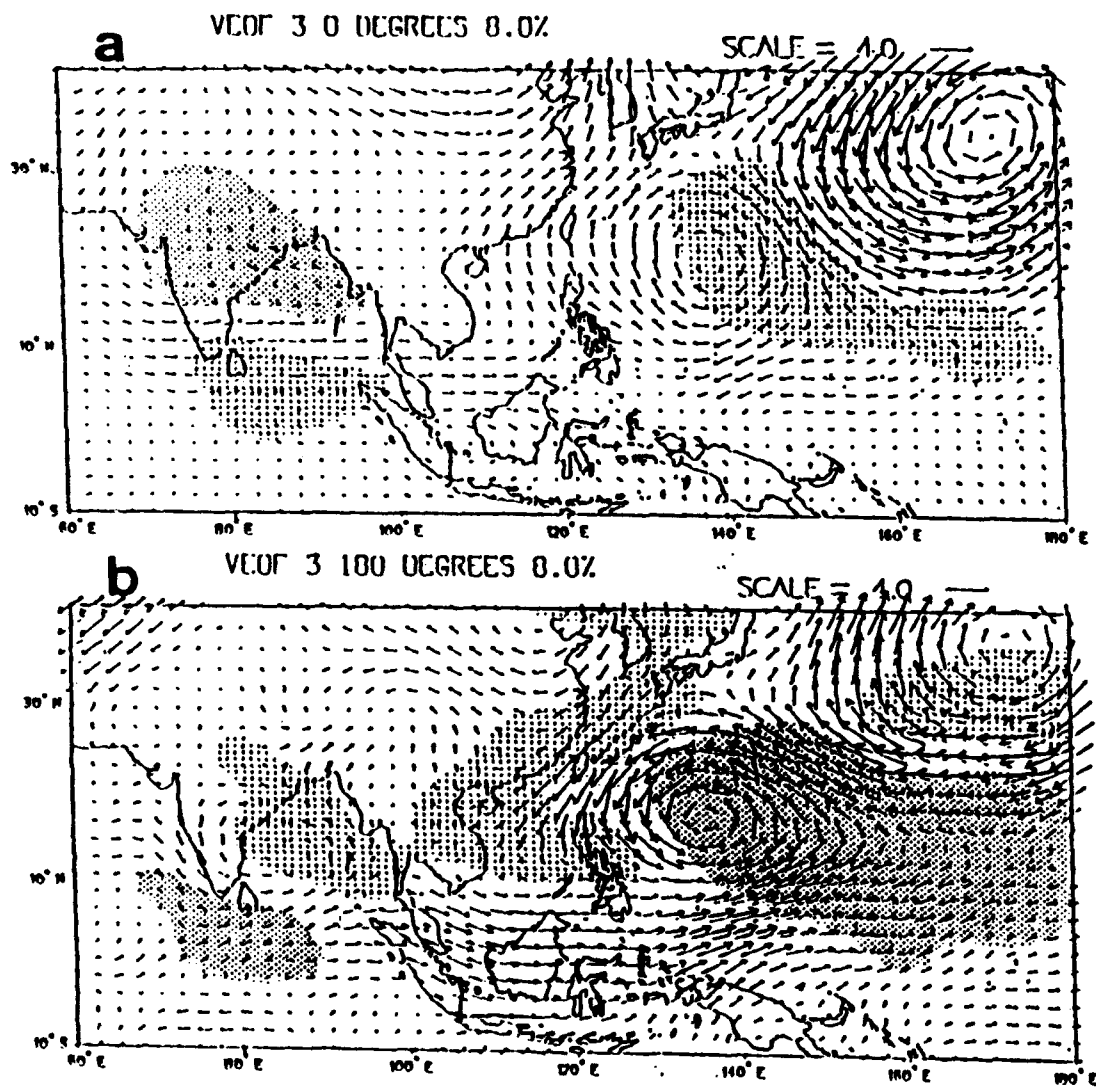 a
VEOF 3 0 DEGREES 8.0%
SCALE = 4.0
30° N
10° N
10° S
60° E 80° E 100° E 120° E 140° E 160° E 180° E
b
VEOF 3 180 DEGREES 8.0%
SCALE = 4.0
30° N
10° N
10° S
60° E 80° E 100° E 120° E 140° E 160° E 180° E